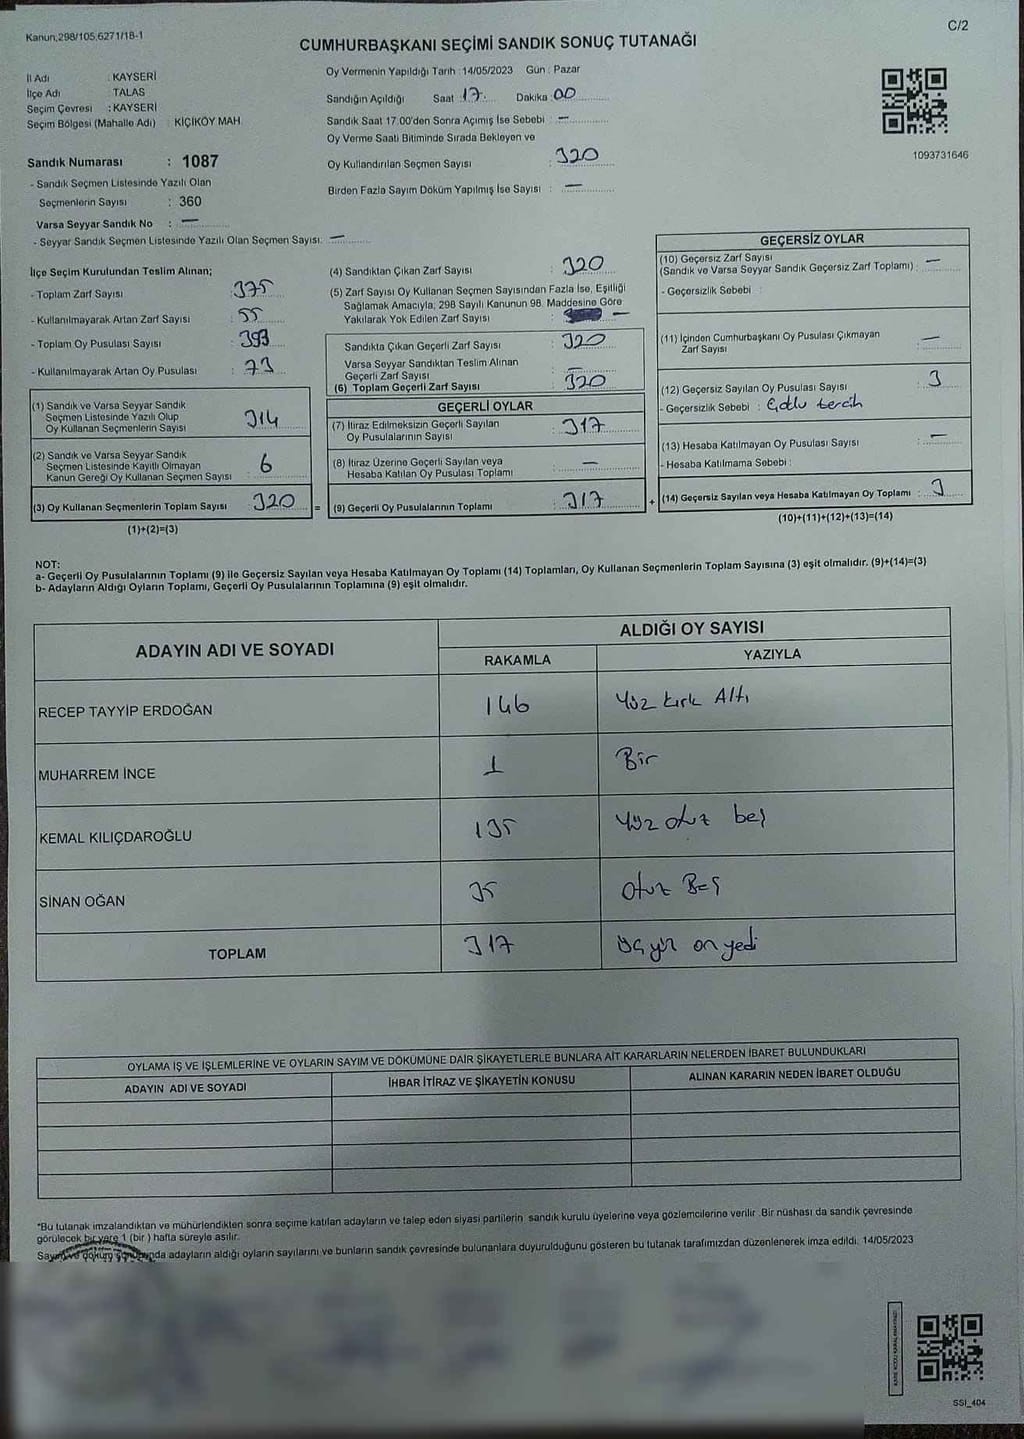 Kanun,298/105,6271/18-1
C/2
CUMHURBAŞKANI SEÇİMİ SANDIK SONUÇ TUTANAĞI
İl Adı : KAYSERİ
İlçe Adı : TALAS
Seçim Çevresi : KAYSERİ
Seçim Bölgesi (Mahalle Adı) : KIÇIKÖY MAH.
Sandık Numarası : 1087
- Sandık Seçmen Listesinde Yazılı Olan
Seçmenlerin Sayısı : 360
Varsa Seyyar Sandık No : —
- Seyyar Sandık Seçmen Listesinde Yazılı Olan Seçmen Sayısı: —
Oy Vermenin Yapıldığı Tarih : 14/05/2023 Gün : Pazar
Sandığın Açıldığı Saat : 17 Dakika : 00
Sandık Saat 17.00'den Sonra Açımış İse Sebebi : —
Oy Verme Saati Bitiminde Sırada Bekleyen ve
Oy Kullandırılan Seçmen Sayısı : 320
Birden Fazla Sayım Döküm Yapılmış İse Sayısı : —
1093731646
İlçe Seçim Kurulundan Teslim Alınan;
- Toplam Zarf Sayısı : 375
- Kullanılmayarak Artan Zarf Sayısı : 55
- Toplam Oy Pusulası Sayısı : 393
- Kullanılmayarak Artan Oy Pusulası : 73
(1) Sandık ve Varsa Seyyar Sandık
Seçmen Listesinde Yazılı Olup
Oy Kullanan Seçmenlerin Sayısı 314
(2) Sandık ve Varsa Seyyar Sandık
Seçmen Listesinde Kayıtlı Olmayan
Kanun Gereği Oy Kullanan Seçmen Sayısı : 6
(3) Oy Kullanan Seçmenlerin Toplam Sayısı 320
(1)+(2)=(3)
=
(4) Sandıktan Çıkan Zarf Sayısı : 320
(5) Zarf Sayısı Oy Kullanan Seçmen Sayısından Fazla İse, Eşitliği
Sağlamak Amacıyla; 298 Sayılı Kanunun 98. Maddesine Göre
Yakılarak Yok Edilen Zarf Sayısı : —
Sandıkta Çıkan Geçerli Zarf Sayısı : 320
Varsa Seyyar Sandıktan Teslim Alınan
Geçerli Zarf Sayısı : —
(6) Toplam Geçerli Zarf Sayısı : 320
GEÇERLİ OYLAR
(7) İtiraz Edilmeksizin Geçerli Sayılan
Oy Pusulalarının Sayısı : 317
(8) İtiraz Üzerine Geçerli Sayılan veya
Hesaba Katılan Oy Pusulası Toplamı : —
(9) Geçerli Oy Pusulalarının Toplamı : 317
+
GEÇERSİZ OYLAR
(10) Geçersiz Zarf Sayısı
(Sandık ve Varsa Seyyar Sandık Geçersiz Zarf Toplamı) : —
- Geçersizlik Sebebi :
(11) İçinden Cumhurbaşkanı Oy Pusulası Çıkmayan
Zarf Sayısı : —
(12) Geçersiz Sayılan Oy Pusulası Sayısı : 3
- Geçersizlik Sebebi : Çoklu tercih
(13) Hesaba Katılmayan Oy Pusulası Sayısı : —
- Hesaba Katılmama Sebebi :
(14) Geçersiz Sayılan veya Hesaba Katılmayan Oy Toplamı : 3
(10)+(11)+(12)+(13)=(14)
NOT:
a- Geçerli Oy Pusulalarının Toplamı (9) ile Geçersiz Sayılan veya Hesaba Katılmayan Oy Toplamı (14) Toplamları, Oy Kullanan Seçmenlerin Toplam Sayısına (3) eşit olmalıdır. (9)+(14)=(3)
b- Adayların Aldığı Oyların Toplamı, Geçerli Oy Pusulalarının Toplamına (9) eşit olmalıdır.
ADAYIN ADI VE SOYADI
ALDIĞI OY SAYISI
RAKAMLA YAZIYLA
RECEP TAYYİP ERDOĞAN 146 Yüz kırk Altı
MUHARREM İNCE 1 Bir
KEMAL KILIÇDAROĞLU 135 Yüz otuz beş
SİNAN OĞAN 35 Otuz Beş
TOPLAM 317 üç yüz on yedi
OYLAMA İŞ VE İŞLEMLERİNE VE OYLARIN SAYIM VE DÖKÜMÜNE DAİR ŞİKAYETLERLE BUNLARA AİT KARARLARIN NELERDEN İBARET BULUNDUKLARI
ADAYIN ADI VE SOYADI İHBAR İTİRAZ VE ŞİKAYETİN KONUSU ALINAN KARARIN NEDEN İBARET OLDUĞU
*Bu tutanak imzalandıktan ve mühürlendikten sonra seçime katılan adayların ve talep eden siyasi partilerin sandık kurulu üyelerine veya gözlemcilerine verilir .Bir nüshası da sandık çevresinde
görülecek bir yere 1 (bir ) hafta süreyle asılır.
Sayım ve döküm sonunda adayların aldığı oyların sayılarını ve bunların sandık çevresinde bulunanlara duyurulduğunu gösteren bu tutanak tarafımızdan düzenlenerek imza edildi. 14/05/2023
SSI_404